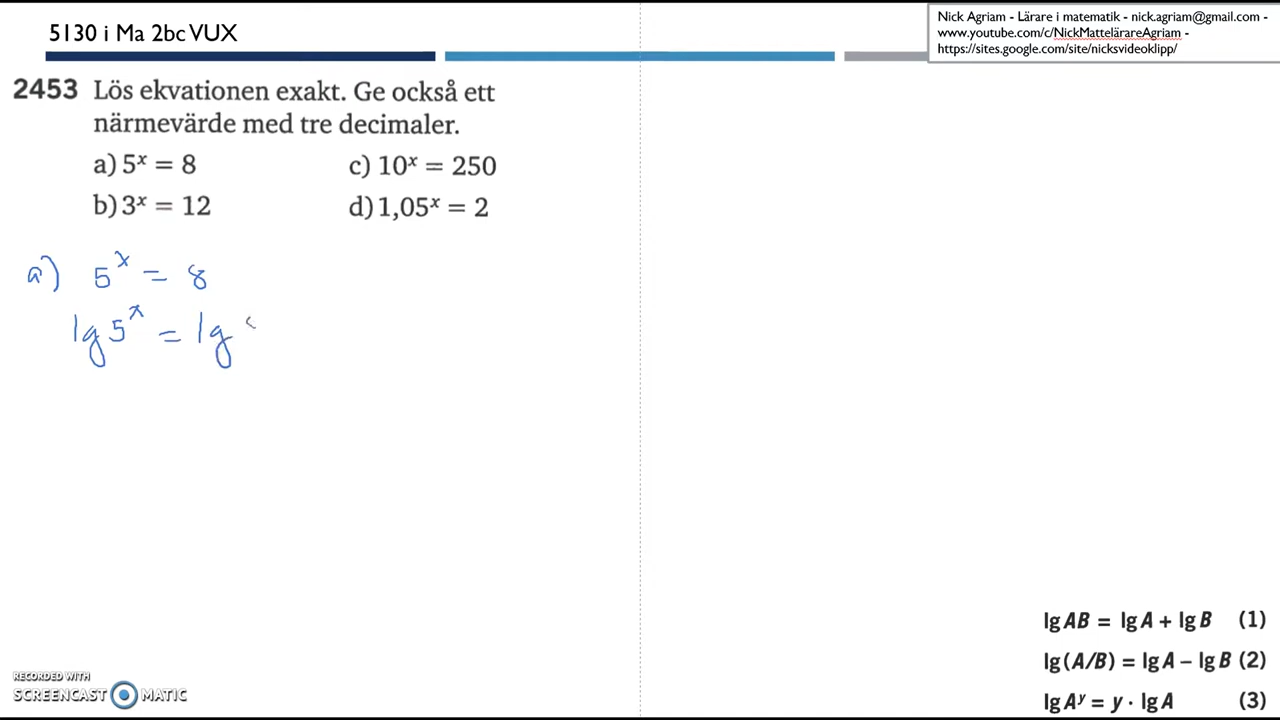 5130 i Ma 2bc VUX
Nick Agriam - Lärare i matematik - nick.agriam@gmail.com -
www.youtube.com/c/NickMattelärareAgriam -
https://sites.google.com/site/nicksvideoklipp/
2453 Lös ekvationen exakt. Ge också ett
närmevärde med tre decimaler.
a) 5ˣ = 8 c) 10ˣ = 250
b) 3ˣ = 12 d) 1,05ˣ = 2
a) 5ˣ = 8
lg 5ˣ = lg
lg AB = lg A + lg B (1)
lg (A/B) = lg A – lg B (2)
lg Aʸ = y · lg A (3)
RECORDED WITH
SCREENCAST MATIC